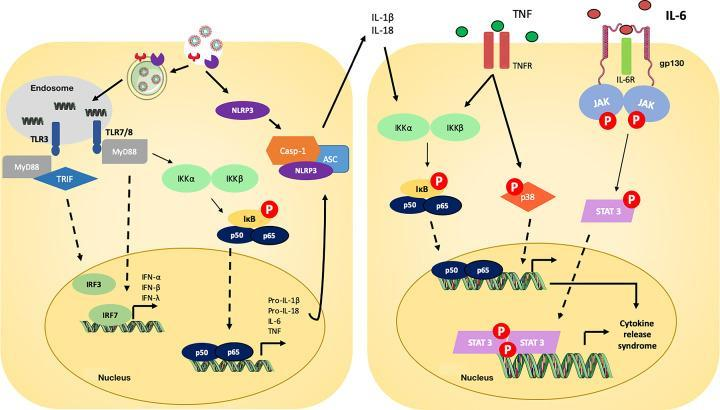 IL-1β
IL-18
TNF
TNFR
IL-6
gp130
IL-6R
JAK
JAK
P
P
Endosome
TLR3
TLR7/8
MyD88
MyD88
TRIF
NLRP3
Casp-1
ASC
NLRP3
IKKα
IKKβ
P
IκB
p50
p65
IRF3
IRF7
IFN-α
IFN-β
IFN-λ
Pro-IL-1β
Pro-IL-18
IL-6
TNF
p50
p65
Nucleus
IKKα
IKKβ
P
IκB
p50
p65
P
p38
P
STAT 3
p50
p65
Cytokine
release
syndrome
P
STAT 3
STAT 3
P
Nucleus